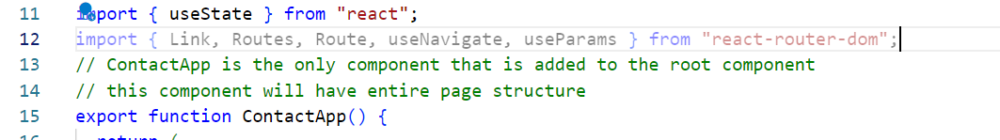 11 import { useState } from "react";
12 import { Link, Routes, Route, useNavigate, useParams } from "react-router-dom";
13 // ContactApp is the only component that is added to the root component
14 // this component will have entire page structure
15 export function ContactApp() {
16 return (